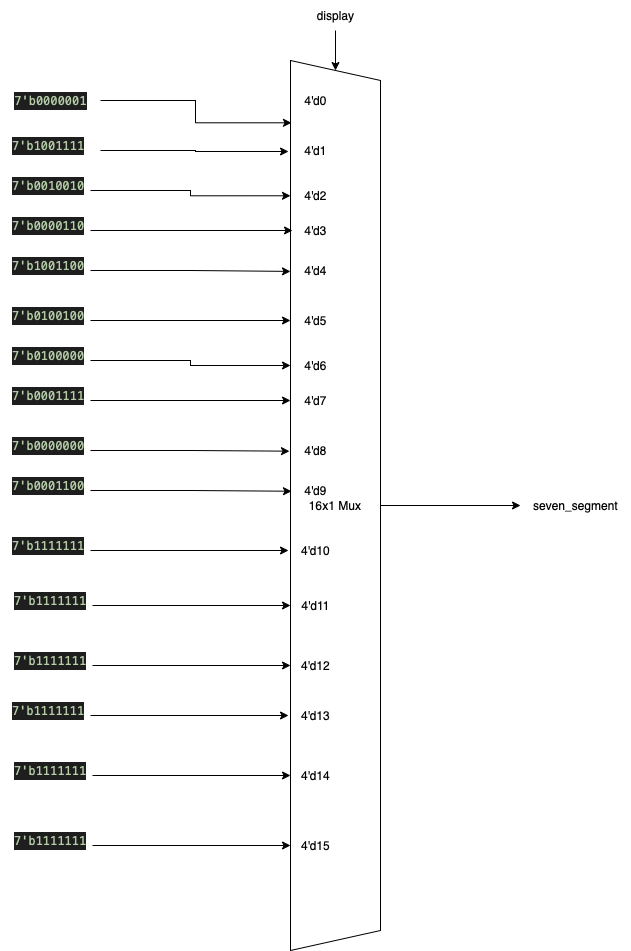 display
7'b0000001 4'd0
7'b1001111 4'd1
7'b0010010 4'd2
7'b0000110 4'd3
7'b1001100 4'd4
7'b0100100 4'd5
7'b0100000 4'd6
7'b0001111 4'd7
7'b0000000 4'd8
7'b0001100 4'd9
16x1 Mux seven_segment
7'b1111111 4'd10
7'b1111111 4'd11
7'b1111111 4'd12
7'b1111111 4'd13
7'b1111111 4'd14
7'b1111111 4'd15